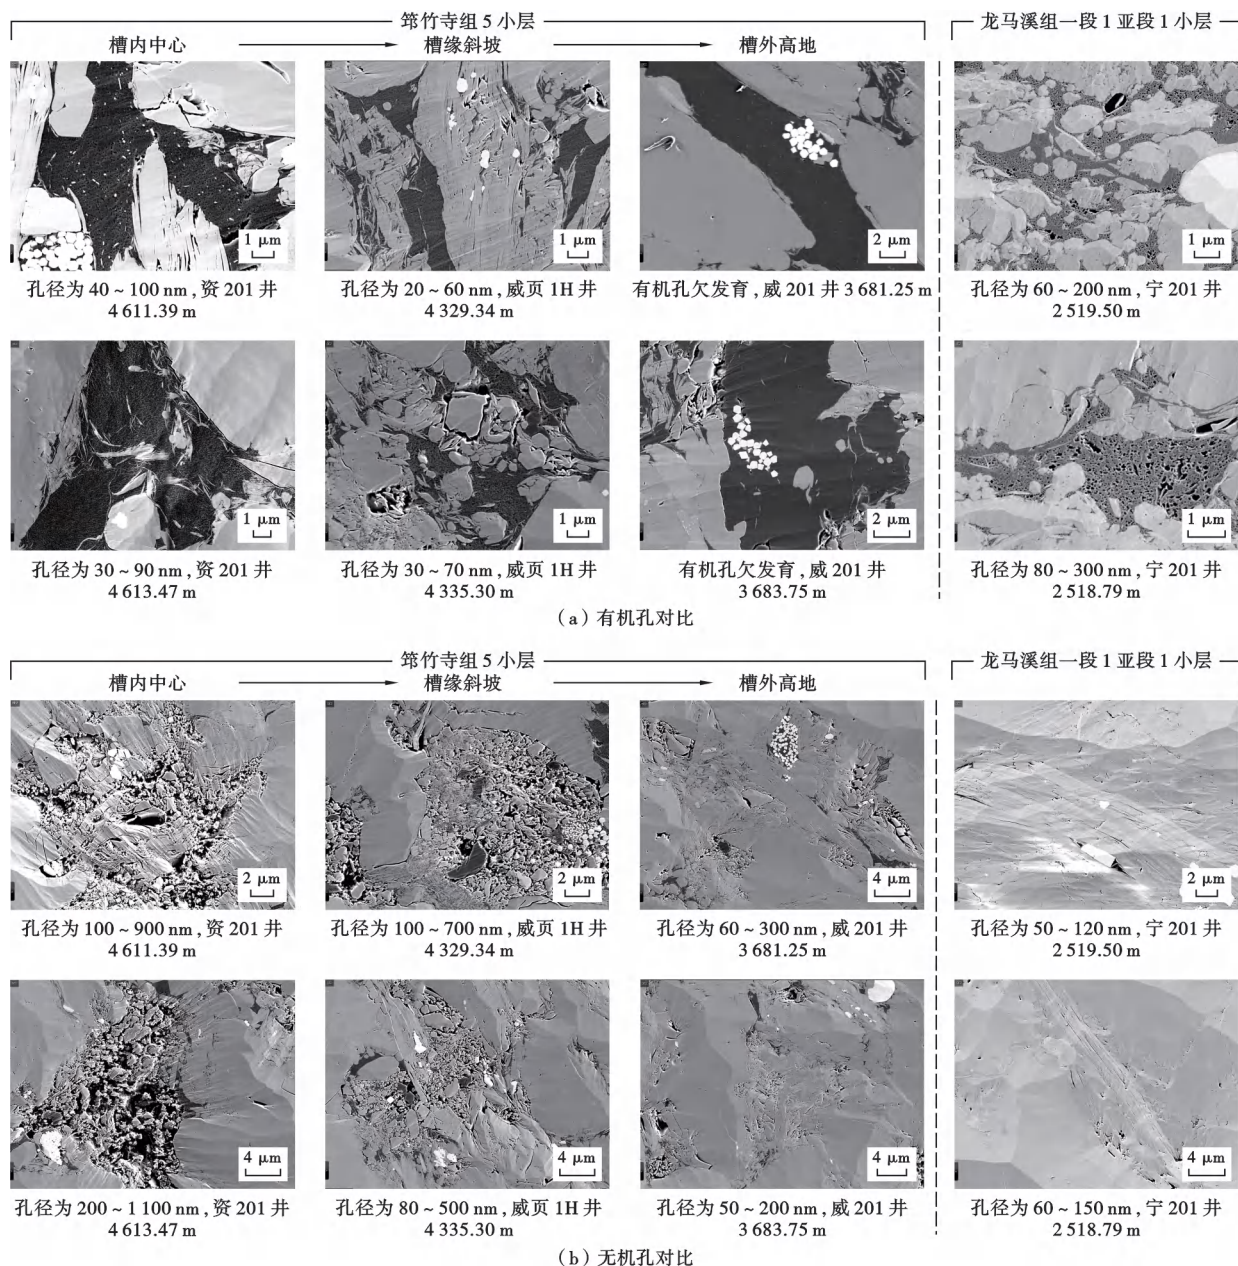 筇竹寺组 5 小层
龙马溪组一段 1 亚段 1 小层
槽内中心
槽缘斜坡
槽外高地
1 μm
1 μm
2 μm
1 μm
孔径为 40~100 nm,资 201 井
4 611.39 m
孔径为 20~60 nm,威页 1H 井
4 329.34 m
有机孔欠发育,威 201 井 3 681.25 m
孔径为 60~200 nm,宁 201 井
2 519.50 m
1 μm
1 μm
2 μm
1 μm
孔径为 30~90 nm,资 201 井
4 613.47 m
孔径为 30~70 nm,威页 1H 井
4 335.30 m
有机孔欠发育,威 201 井
3 683.75 m
孔径为 80~300 nm,宁 201 井
2 518.79 m
(a)有机孔对比
筇竹寺组 5 小层
龙马溪组一段 1 亚段 1 小层
槽内中心
槽缘斜坡
槽外高地
2 μm
2 μm
4 μm
2 μm
孔径为 100~900 nm,资 201 井
4 611.39 m
孔径为 100~700 nm,威页 1H 井
4 329.34 m
孔径为 60~300 nm,威 201 井
3 681.25 m
孔径为 50~120 nm,宁 201 井
2 519.50 m
4 μm
4 μm
4 μm
4 μm
孔径为 200~1 100 nm,资 201 井
4 613.47 m
孔径为 80~500 nm,威页 1H 井
4 335.30 m
孔径为 50~200 nm,威 201 井
3 683.75 m
孔径为 60~150 nm,宁 201 井
2 518.79 m
(b)无机孔对比